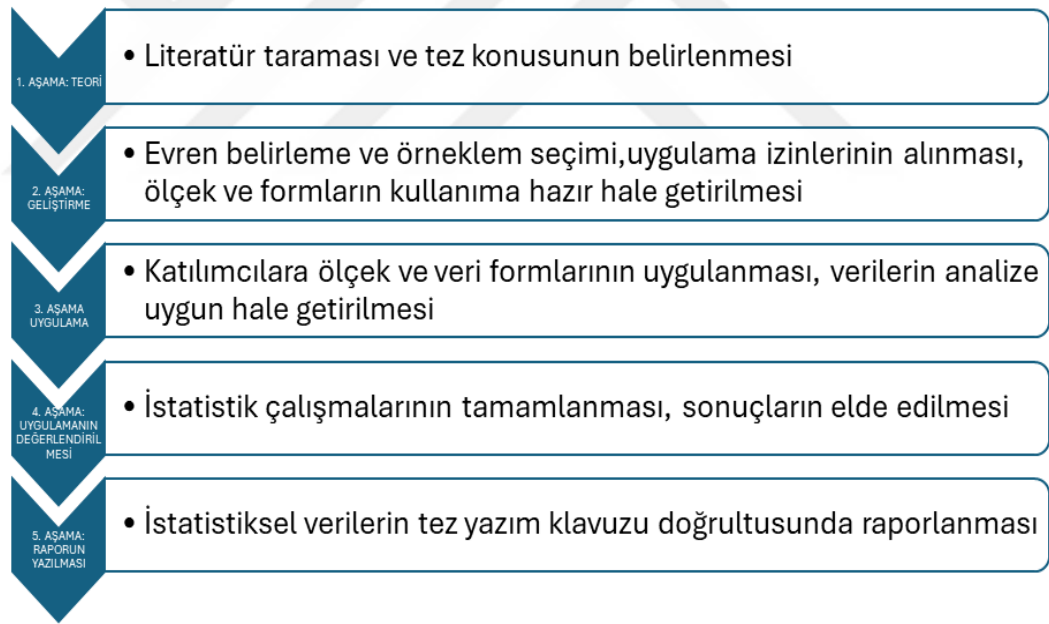 1. AŞAMA: TEORİ
• Literatür taraması ve tez konusunun belirlenmesi
2. AŞAMA:
GELİŞTİRME
• Evren belirleme ve örneklem seçimi,uygulama izinlerinin alınması,
ölçek ve formların kullanıma hazır hale getirilmesi
3. AŞAMA
UYGULAMA
• Katılımcılara ölçek ve veri formlarının uygulanması, verilerin analize
uygun hale getirilmesi
4. AŞAMA:
UYGULAMANIN
DEĞERLENDİRİL
MESİ
• İstatistik çalışmalarının tamamlanması, sonuçların elde edilmesi
5. AŞAMA:
RAPORUN
YAZILMASI
• İstatistiksel verilerin tez yazım klavuzu doğrultusunda raporlanması